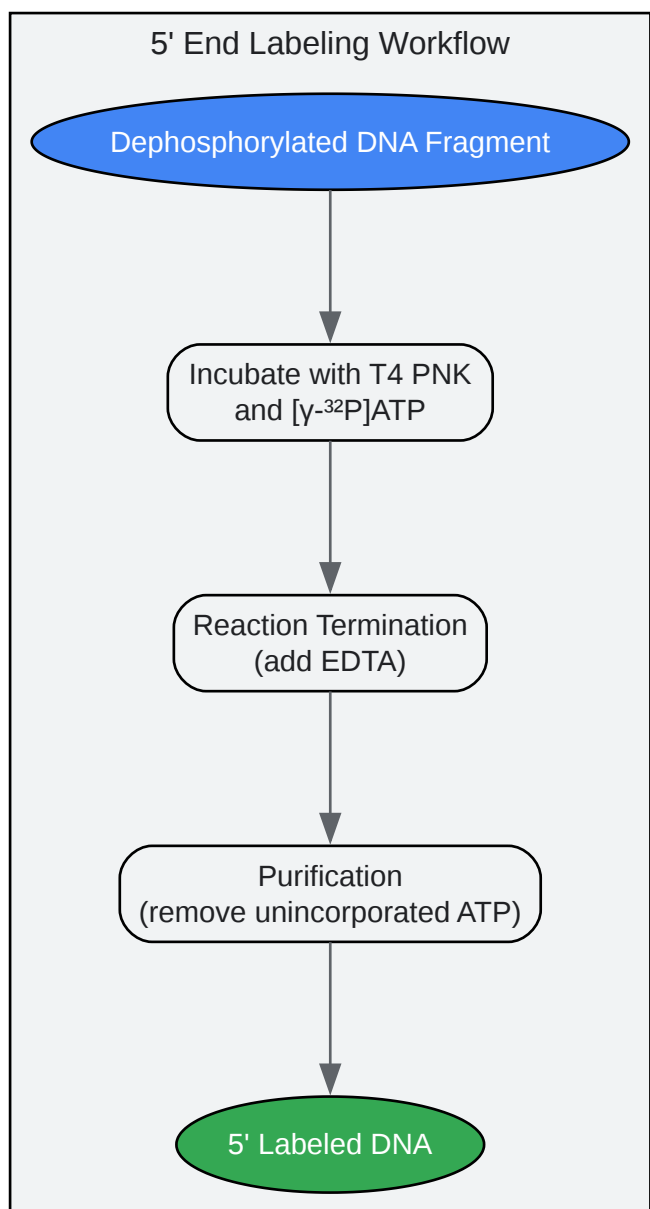 5' End Labeling Workflow
Dephosphorylated DNA Fragment
Incubate with T4 PNK
and [γ-³²P]ATP
Reaction Termination
(add EDTA)
Purification
(remove unincorporated ATP)
5' Labeled DNA